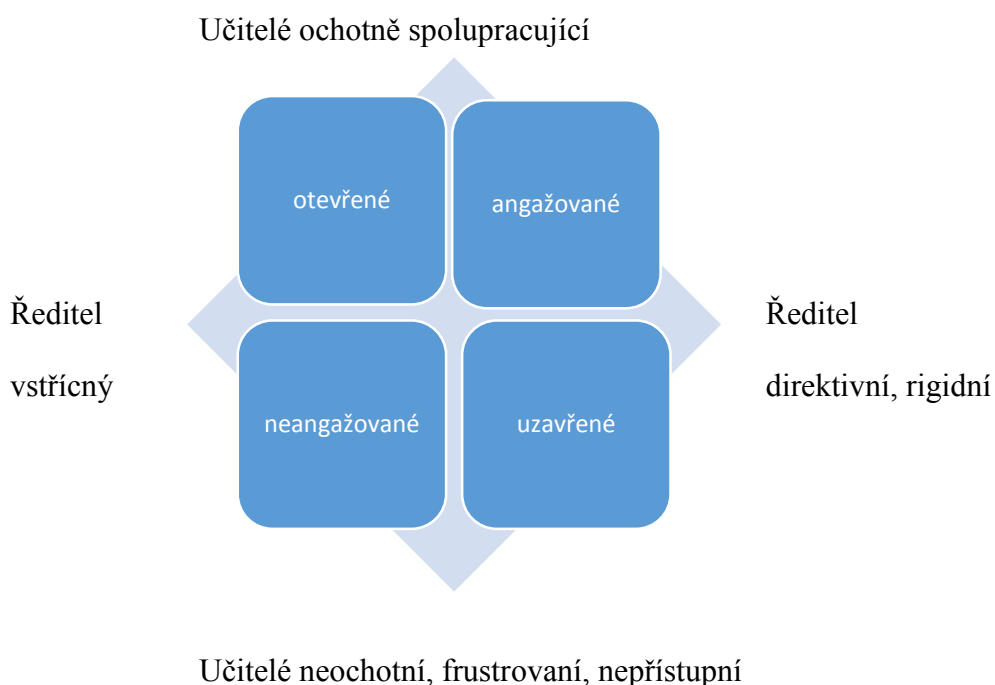 Učitelé ochotně spolupracující
otevřené
angažované
Ředitel
vstřícný
Ředitel
direktivní, rigidní
neangažované
uzavřené
Učitelé neochotní, frustrovaní, nepřístupní